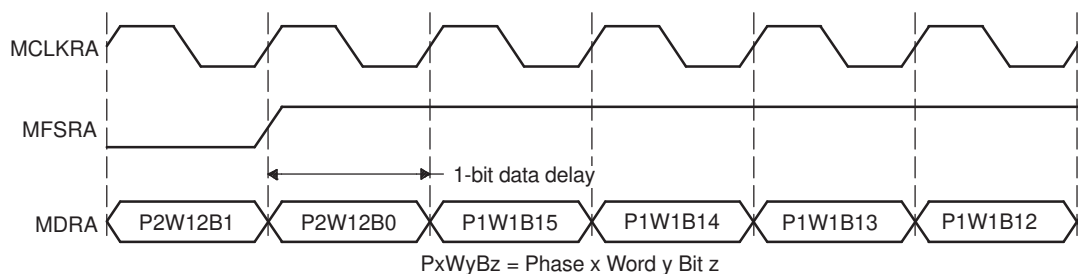 MCLKRA
MFSRA
1-bit data delay
MDRA P2W12B1 P2W12B0 P1W1B15 P1W1B14 P1W1B13 P1W1B12
PxWyBz = Phase x Word y Bit z